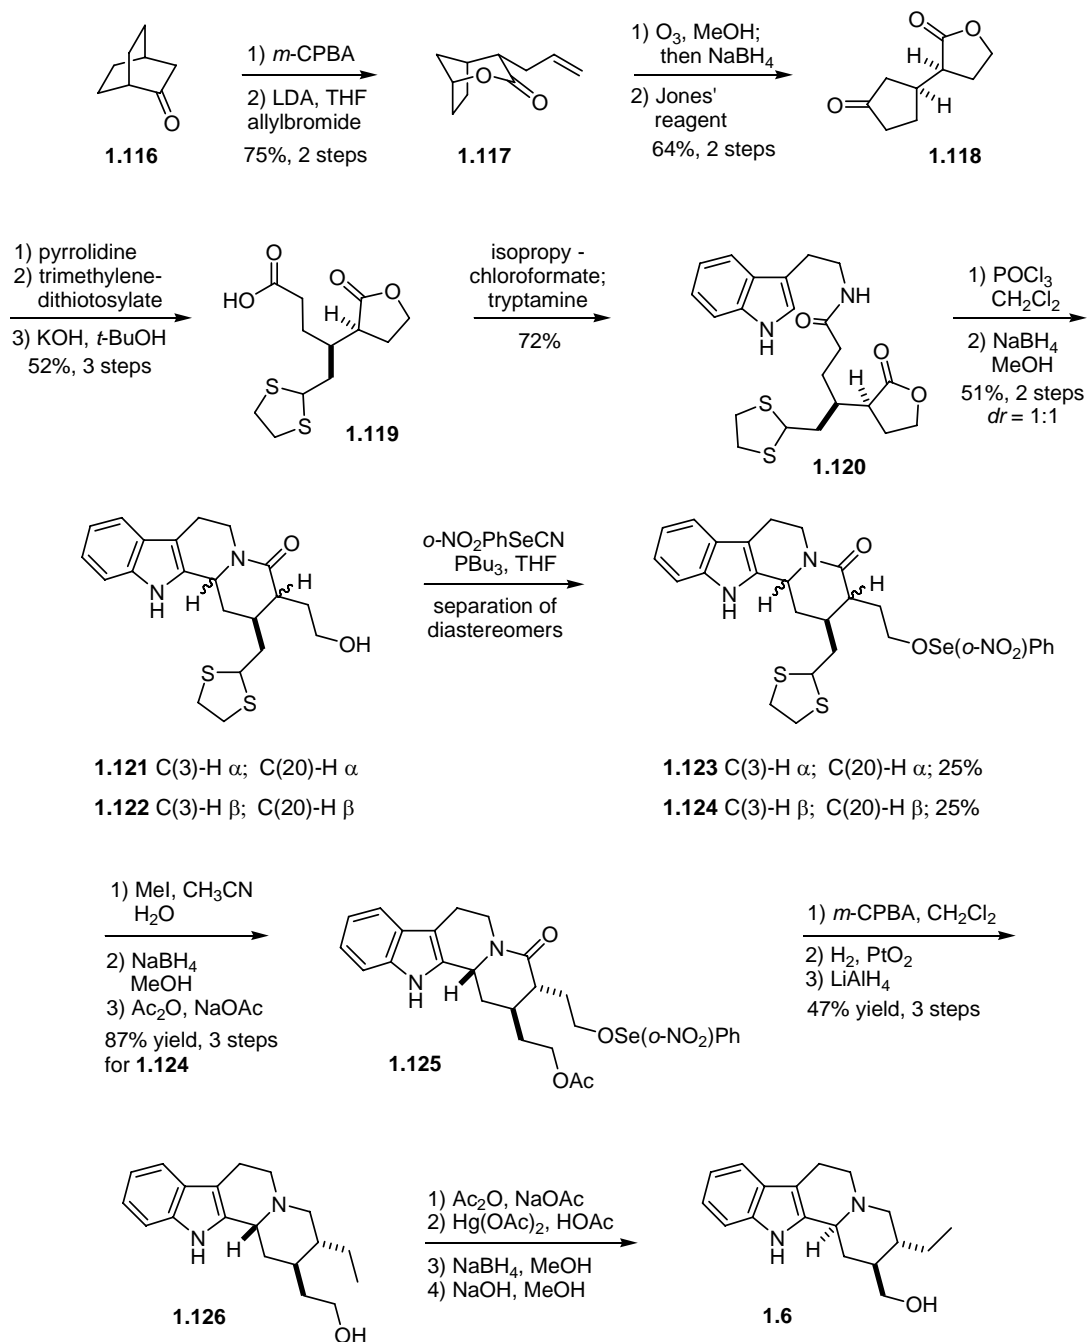 1) m-CPBA
2) LDA, THF
allylbromide
75%, 2 steps
O
1.116
O
O
1.117
1) O3, MeOH;
then NaBH4
2) Jones'
reagent
64%, 2 steps
O
O
H
H
O
1.118
1) pyrrolidine
2) trimethylene-
dithiotosylate
3) KOH, t-BuOH
52%, 3 steps
O
HO
O
O
H
S
S
1.119
isopropy -
chloroformate;
tryptamine
72%
N
H
NH
O
O
H
O
S
S
1.120
1) POCl3
CH2Cl2
2) NaBH4
MeOH
51%, 2 steps
dr = 1:1
N
O
N
H
H
H
OH
S
S
1.121 C(3)-H α; C(20)-H α
1.122 C(3)-H β; C(20)-H β
o-NO2PhSeCN
PBu3, THF
separation of
diastereomers
N
O
N
H
H
H
OSe(o-NO2)Ph
S
S
1.123 C(3)-H α; C(20)-H α; 25%
1.124 C(3)-H β; C(20)-H β; 25%
1) MeI, CH3CN
H2O
2) NaBH4
MeOH
3) Ac2O, NaOAc
87% yield, 3 steps
for 1.124
N
O
N
H
H
OSe(o-NO2)Ph
OAc
1.125
1) m-CPBA, CH2Cl2
2) H2, PtO2
3) LiAlH4
47% yield, 3 steps
N
N
H
H
OH
1.126
1) Ac2O, NaOAc
2) Hg(OAc)2, HOAc
3) NaBH4, MeOH
4) NaOH, MeOH
N
N
H
H
OH
1.6